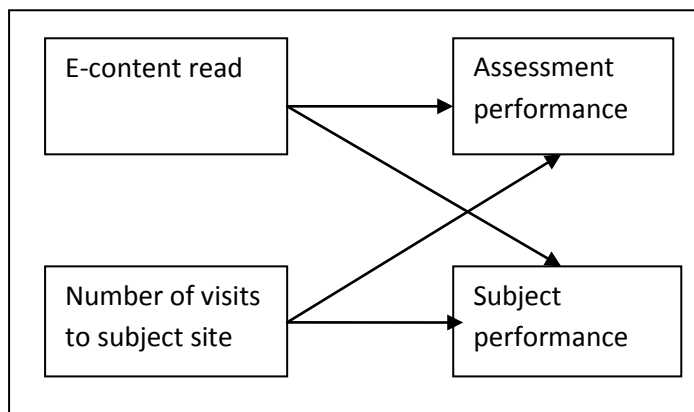 E-content read
Assessment
performance
Number of visits
to subject site
Subject
performance